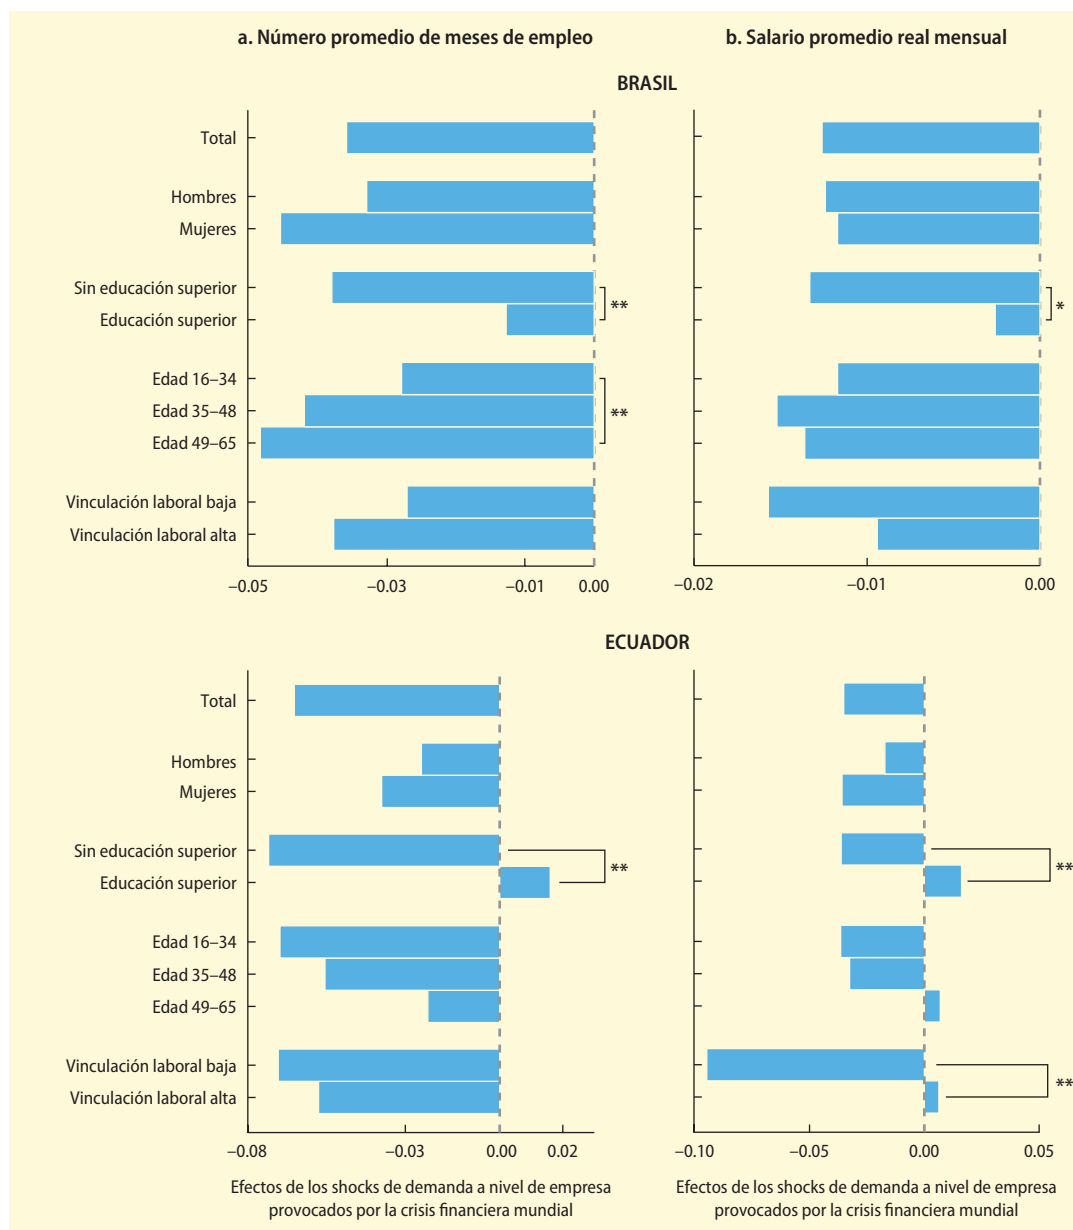 a. Número promedio de meses de empleo
b. Salario promedio real mensual
BRASIL
Total
Hombres
Mujeres
Sin educación superior
Educación superior
**
*
Edad 16–34
Edad 35–48
Edad 49–65
**
Vinculación laboral baja
Vinculación laboral alta
−0.05 −0.03 −0.01 0.00
−0.02 −0.01 0.00
ECUADOR
Total
Hombres
Mujeres
Sin educación superior
Educación superior
**
**
Edad 16–34
Edad 35–48
Edad 49–65
Vinculación laboral baja
Vinculación laboral alta
**
−0.08 −0.03 0.00 0.02
−0.10 −0.05 0.00 0.05
Efectos de los shocks de demanda a nivel de empresa
provocados por la crisis financiera mundial
Efectos de los shocks de demanda a nivel de empresa
provocados por la crisis financiera mundial